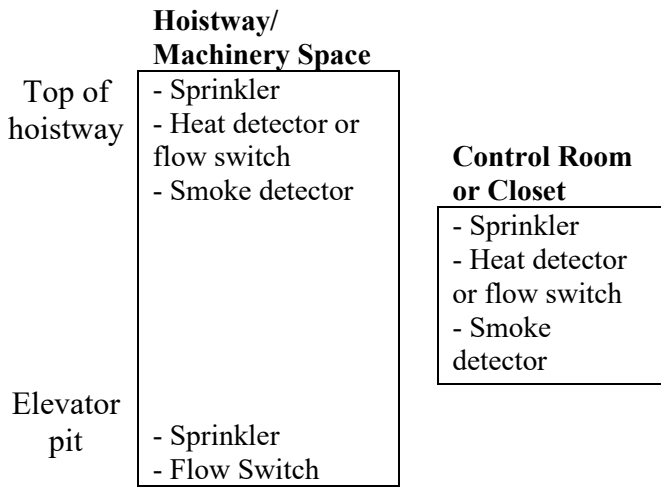 Hoistway/
Machinery Space
Top of
hoistway
- Sprinkler
- Heat detector or
flow switch
- Smoke detector
Control Room
or Closet
- Sprinkler
- Heat detector
or flow switch
- Smoke
detector
Elevator
pit
- Sprinkler
- Flow Switch